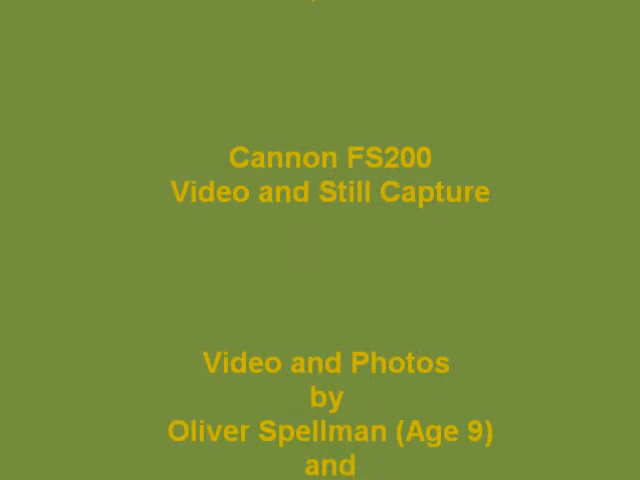 Cannon FS200
Video and Still Capture
Video and Photos
by
Oliver Spellman (Age 9)
and